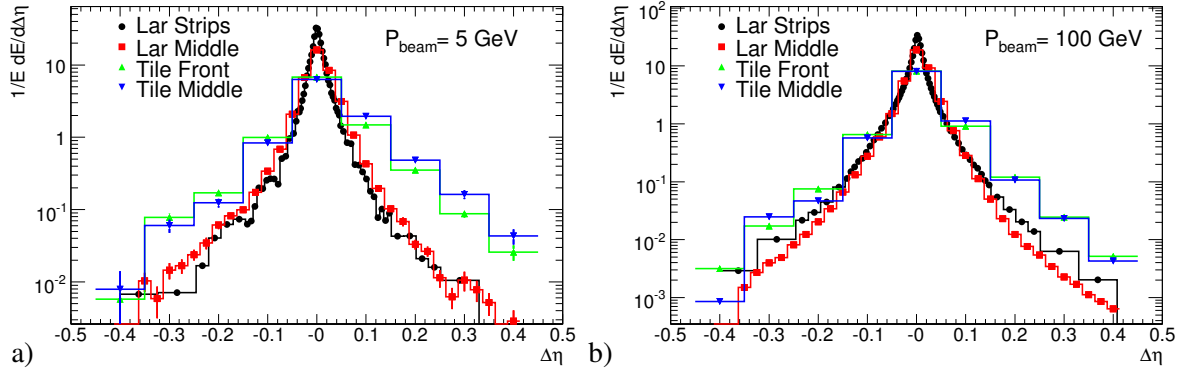 1/E dE/dΔη
Lar Strips
Lar Middle
Tile Front
Tile Middle
P_beam= 5 GeV
10
1
10^-1
10^-2
-0.5 -0.4 -0.3 -0.2 -0.1 -0 0.1 0.2 0.3 0.4 0.5
Δη
a)
1/E dE/dΔη
Lar Strips
Lar Middle
Tile Front
Tile Middle
P_beam= 100 GeV
10^2
10
1
10^-1
10^-2
10^-3
-0.5 -0.4 -0.3 -0.2 -0.1 -0 0.1 0.2 0.3 0.4 0.5
Δη
b)